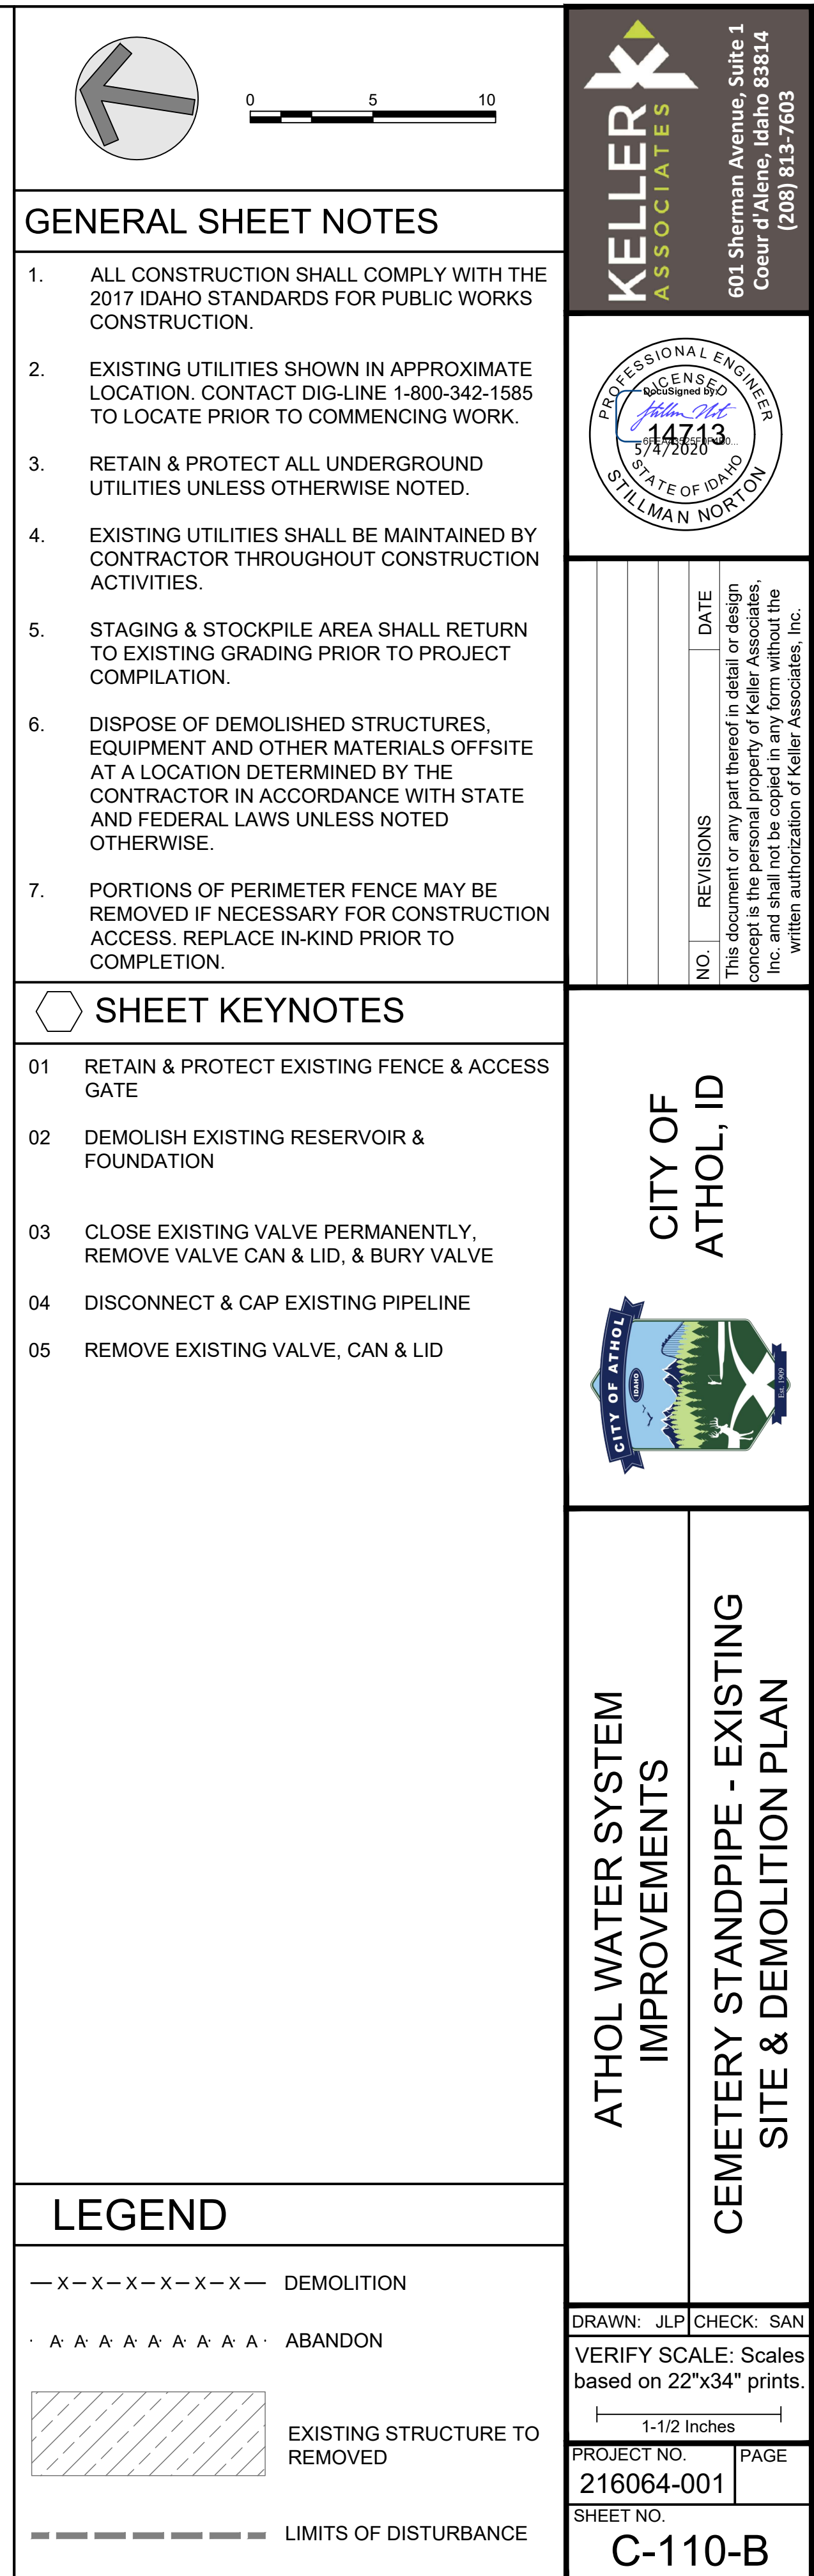 0 5 10
GENERAL SHEET NOTES
1. ALL CONSTRUCTION SHALL COMPLY WITH THE
2017 IDAHO STANDARDS FOR PUBLIC WORKS
CONSTRUCTION.
2. EXISTING UTILITIES SHOWN IN APPROXIMATE
LOCATION. CONTACT DIG-LINE 1-800-342-1585
TO LOCATE PRIOR TO COMMENING WORK.
3. RETAIN & PROTECT ALL UNDERGROUND
UTILITIES UNLESS OTHERWISE NOTED.
4. EXISTING UTILITIES SHALL BE MAINTAINED BY
CONTRACTOR THROUGHOUT CONSTRUCTION
ACTIVITIES.
5. STAGING & STOCKPILE AREA SHALL RETURN
TO EXISTING GRADING PRIOR TO PROJECT
COMPILATION.
6. DISPOSE OF DEMOLISHED STRUCTURES,
EQUIPMENT AND OTHER MATERIALS OFFSITE
AT A LOCATION DETERMINED BY THE
CONTRACTOR IN ACCORDANCE WITH STATE
AND FEDERAL LAWS UNLESS NOTED
OTHERWISE.
7. PORTIONS OF PERIMETER FENCE MAY BE
REMOVED IF NECESSARY FOR CONSTRUCTION
ACCESS. REPLACE IN-KIND PRIOR TO
COMPLETION.
SHEET KEYNOTES
01 RETAIN & PROTECT EXISTING FENCE & ACCESS
GATE
02 DEMOLISH EXISTING RESERVOIR &
FOUNDATION
03 CLOSE EXISTING VALVE PERMANENTLY,
REMOVE VALVE CAN & LID, & BURY VALVE
04 DISCONNECT & CAP EXISTING PIPELINE
05 REMOVE EXISTING VALVE, CAN & LID
LEGEND
X X X X X X DEMOLITION
A A A A A A A A A ABANDON
EXISTING STRUCTURE TO
REMOVED
LIMITS OF DISTURBANCE
KELLER
ASSOCIATES
601 Sherman Avenue, Suite 1
Coeur d'Alene, Idaho 83814
(208) 813-7603
PROFESSIONAL ENGINEER
LICENSED
DocuSigned by:
14713
5/4/2020
STATE OF IDAHO
STILLMAN NORTON
NO. REVISIONS DATE
This document or any part thereof in detail or design
concept is the personal property of Keller Associates,
Inc. and shall not be copied in any form without the
written authorization of Keller Associates, Inc.
CITY OF
ATHOL, ID
CITY OF ATHOL
IDAHO
Est. 1909
ATHOL WATER SYSTEM
IMPROVEMENTS
CEMETERY STANDPIPE - EXISTING
SITE & DEMOLITION PLAN
DRAWN: JLP CHECK: SAN
VERIFY SCALE: Scales
based on 22"x34" prints.
1-1/2 Inches
PROJECT NO. PAGE
216064-001
SHEET NO.
C-110-B